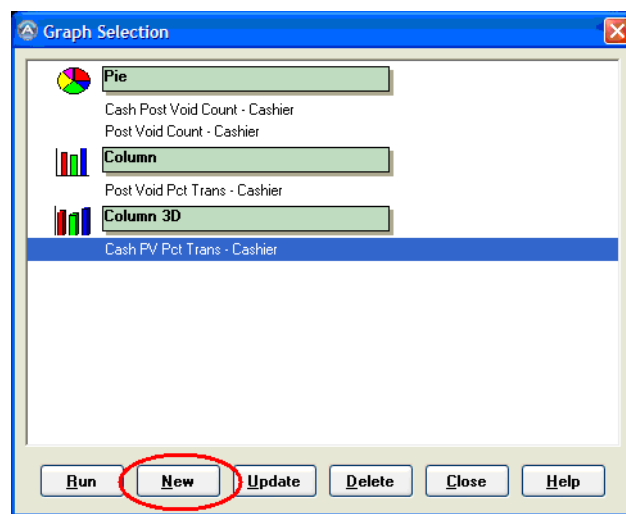 Graph Selection
Pie
Cash Post Void Count - Cashier
Post Void Count - Cashier
Column
Post Void Pct Trans - Cashier
Column 3D
Cash PV Pct Trans - Cashier
Run New Update Delete Close Help